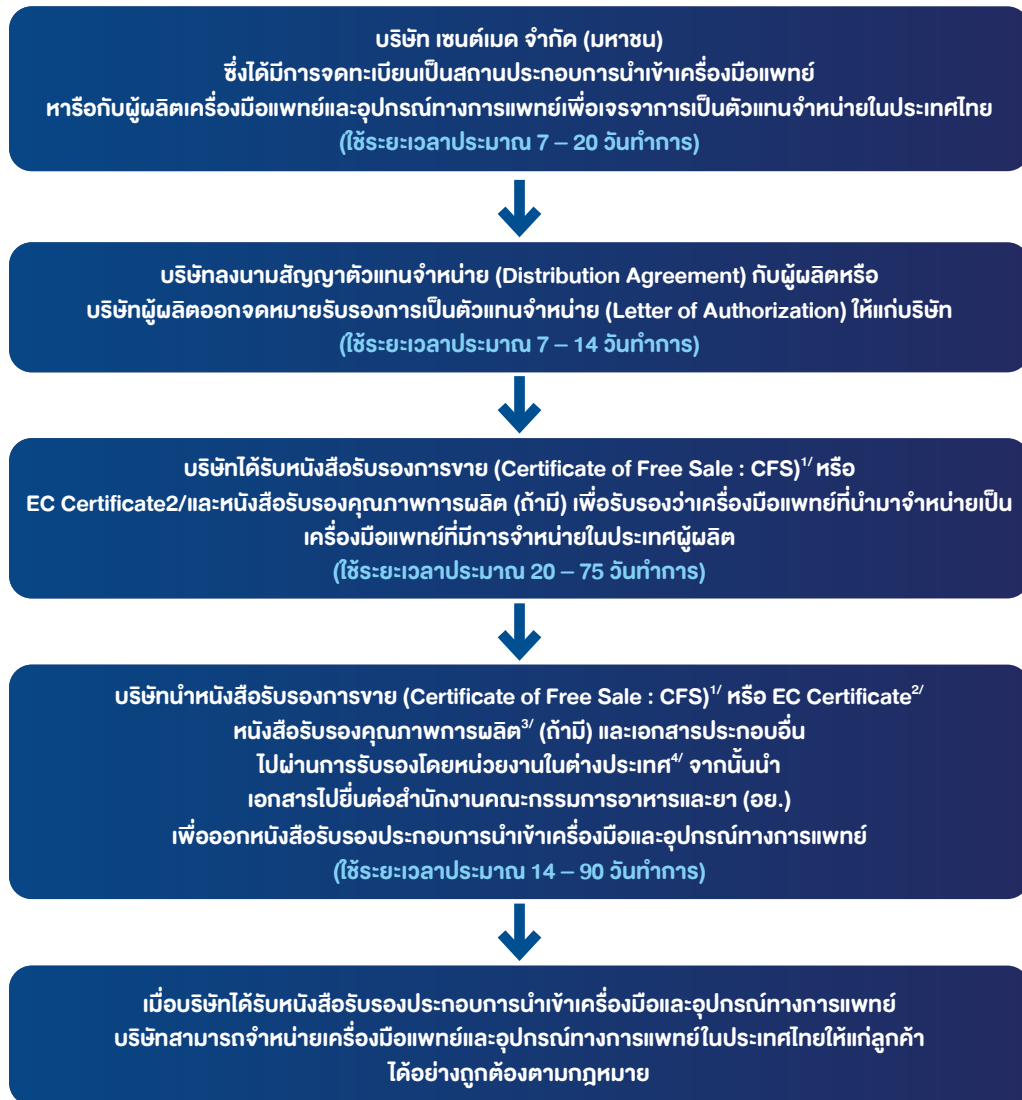 บริษัท เซนต์เมด จำกัด (มหาชน)
ซึ่งได้มีการจดทะเบียนเป็นสถานประกอบการนำเข้าเครื่องมือแพทย์
หารือกับผู้ผลิตเครื่องมือแพทย์และอุปกรณ์ทางการแพทย์เพื่อเจรจาการเป็นตัวแทนจำหน่ายในประเทศไทย
(ใช้ระยะเวลาประมาณ 7 – 20 วันทำการ)
บริษัทลงนามสัญญาตัวแทนจำหน่าย (Distribution Agreement) กับผู้ผลิตหรือ
บริษัทผู้ผลิตออกจดหมายรับรองการเป็นตัวแทนจำหน่าย (Letter of Authorization) ให้แก่บริษัท
(ใช้ระยะเวลาประมาณ 7 – 14 วันทำการ)
บริษัทได้รับหนังสือรับรองการขาย (Certificate of Free Sale : CFS)1/ หรือ
EC Certificate2/และหนังสือรับรองคุณภาพการผลิต (ถ้ามี) เพื่อรับรองว่าเครื่องมือแพทย์ที่นำมาจำหน่ายเป็น
เครื่องมือแพทย์ที่มีการจำหน่ายในประเทศผู้ผลิต
(ใช้ระยะเวลาประมาณ 20 – 75 วันทำการ)
บริษัทนำหนังสือรับรองการขาย (Certificate of Free Sale : CFS)1/ หรือ EC Certificate2/
หนังสือรับรองคุณภาพการผลิต3/ (ถ้ามี) และเอกสารประกอบอื่น
ไปผ่านการรับรองโดยหน่วยงานในต่างประเทศ4/ จากนั้นนำ
เอกสารไปยื่นต่อสำนักงานคณะกรรมการอาหารและยา (อย.)
เพื่อออกหนังสือรับรองประกอบการนำเข้าเครื่องมือและอุปกรณ์ทางการแพทย์
(ใช้ระยะเวลาประมาณ 14 – 90 วันทำการ)
เมื่อบริษัทได้รับหนังสือรับรองประกอบการนำเข้าเครื่องมือและอุปกรณ์ทางการแพทย์
บริษัทสามารถจำหน่ายเครื่องมือแพทย์และอุปกรณ์ทางการแพทย์ในประเทศไทยให้แก่ลูกค้า
ได้อย่างถูกต้องตามกฎหมาย